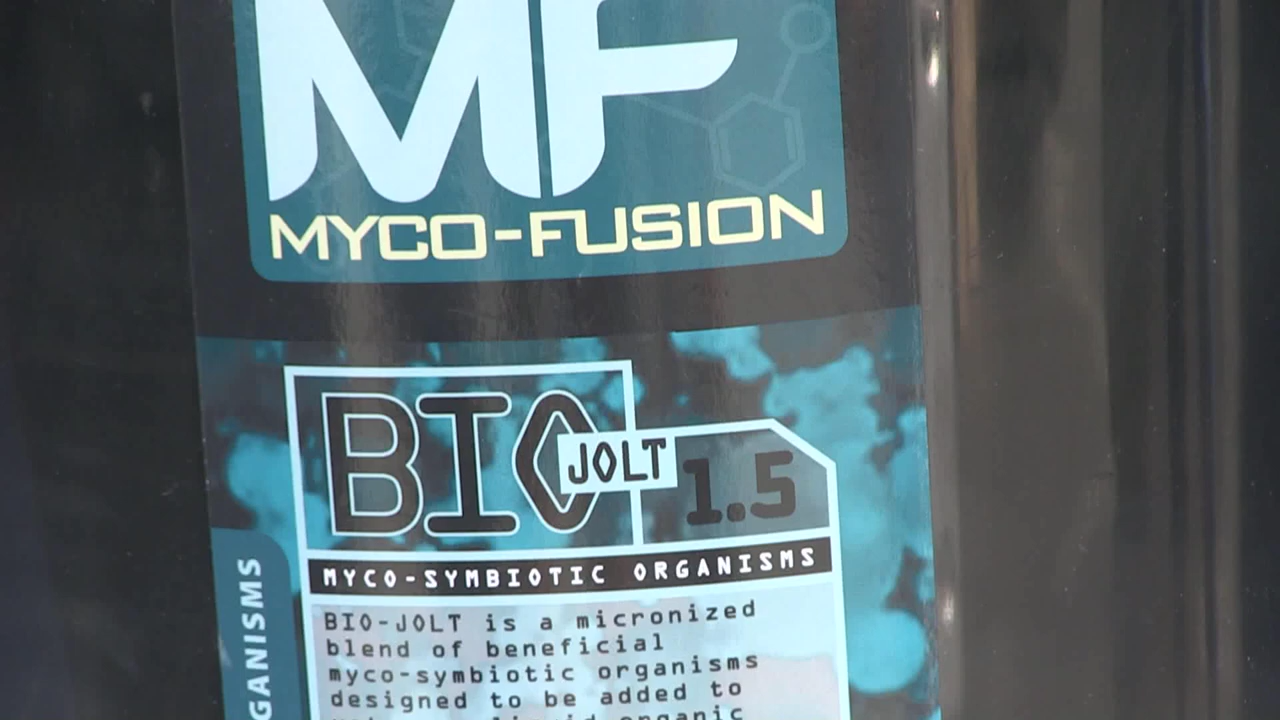 MF
MYCO-FUSION
BIO
JOLT
1.5
MYCO-SYMBIOTIC ORGANISMS
BIO-JOLT is a micronized
blend of beneficial
myco-symbiotic organisms
designed to be added to
organic
GANISMS